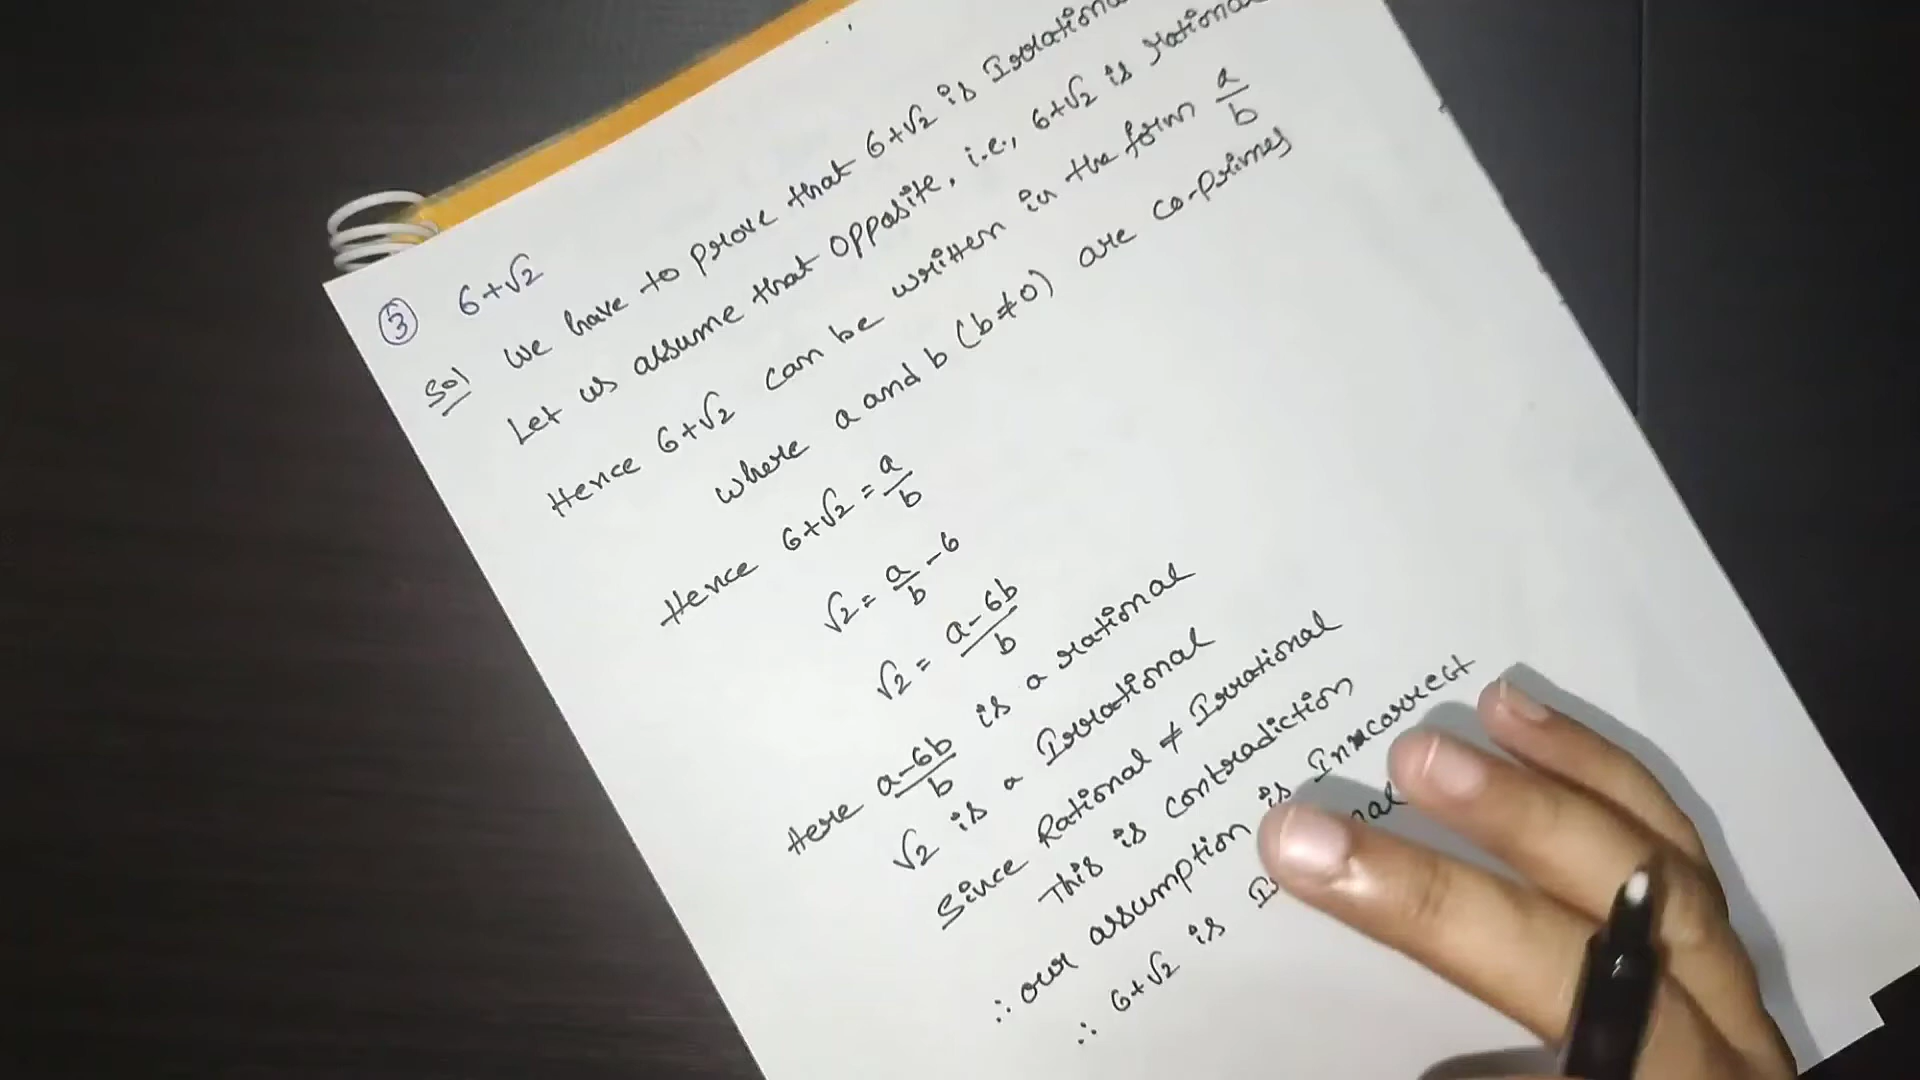 ③ 6+√2
Sol We have to prove that 6+√2 is
Let us assume that opposite, i.e., 6+√2 is
Hence 6+√2 can be written in the form a/b
where a and b (b≠0) are co-primes
Hence 6+√2 = a/b
√2 = a/b - 6
√2 = a-6b/b
Here a-6b/b is a rational
√2 is a Irrational
Since Rational ≠ Irrational
This is contradiction
∴ our assumption is Incorrect
∴ 6+√2 is